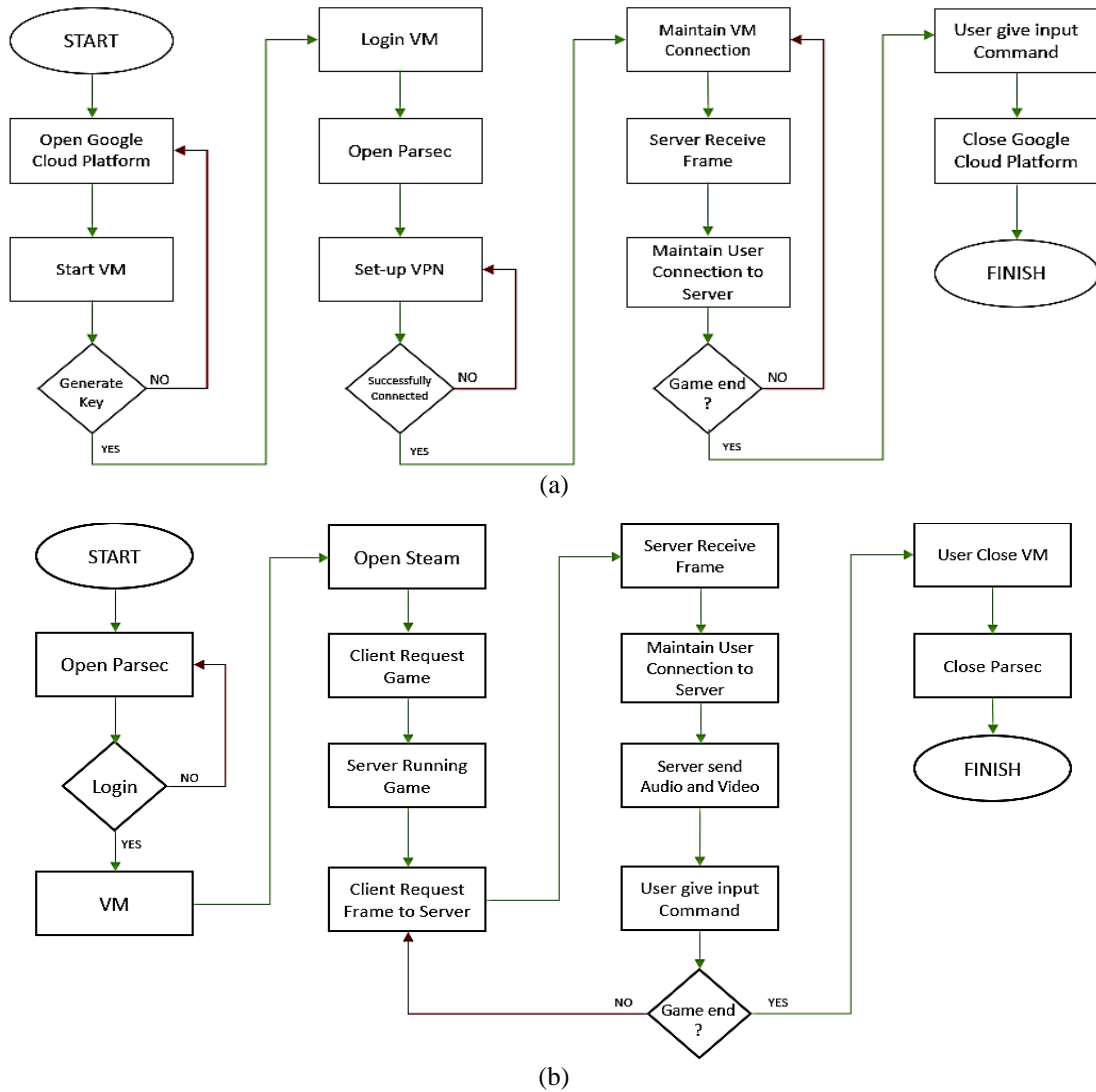 START
Open Google
Cloud Platform
Start VM
Generate
Key
NO
YES
Login VM
Open Parsec
Set-up VPN
Successfully
Connected
NO
YES
Maintain VM
Connection
Server Receive
Frame
Maintain User
Connection to
Server
Game end
?
NO
YES
User give input
Command
Close Google
Cloud Platform
FINISH
(a)
START
Open Parsec
Login
NO
YES
VM
Open Steam
Client Request
Game
Server Running
Game
Client Request
Frame to Server
Server Receive
Frame
Maintain User
Connection to
Server
Server send
Audio and Video
User give input
Command
Game end
?
NO
YES
User Close VM
Close Parsec
FINISH
(b)